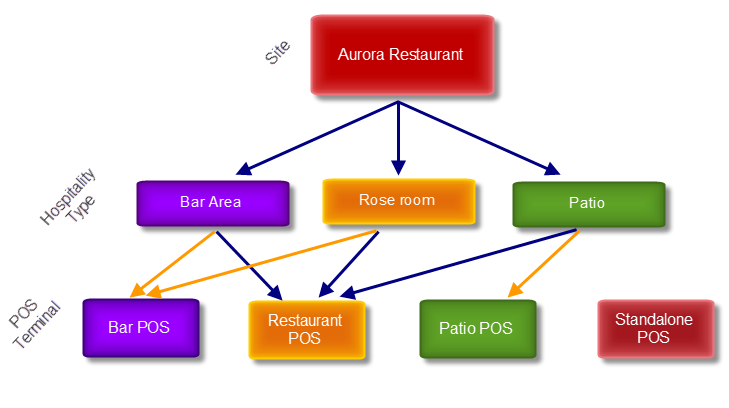 Site
Aurora Restaurant
Hospitality
Type
Bar Area
Rose room
Patio
POS
Terminal
Bar POS
Restaurant
POS
Patio POS
Standalone
POS